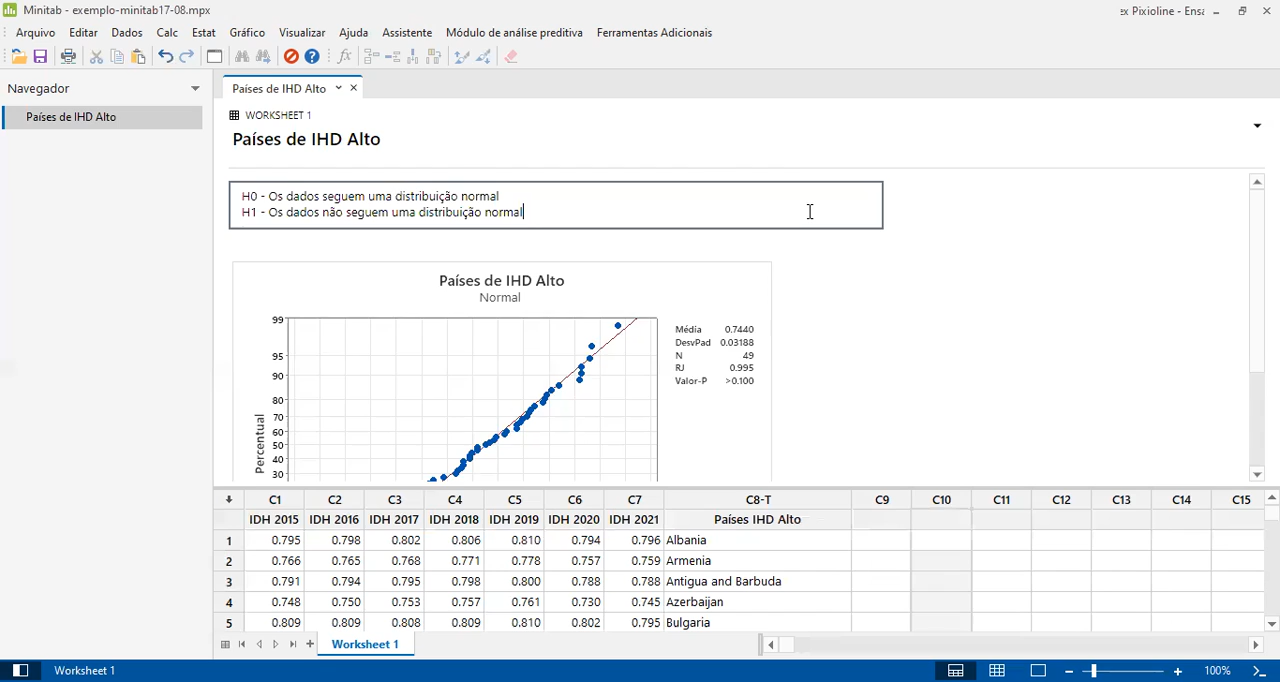 Minitab - exemplo-minitab17-08.mpx
ex Pixioline - Ensa
Arquivo Editar Dados Calc Estat Gráfico Visualizar Ajuda Assistente Módulo de análise preditiva Ferramentas Adicionais
Navegador
Países de IHD Alto
Países de IHD Alto
WORKSHEET 1
Países de IHD Alto
H0 - Os dados seguem uma distribuição normal
H1 - Os dados não seguem uma distribuição normal
Países de IHD Alto
Normal
99
95
90
80
70
60
50
40
30
Percentual
Média 0.7440
DesvPad 0.03188
N 49
RJ 0.995
Valor-P >0.100
C1 C2 C3 C4 C5 C6 C7 C8-T C9 C10 C11 C12 C13 C14 C15
IDH 2015 IDH 2016 IDH 2017 IDH 2018 IDH 2019 IDH 2020 IDH 2021 Países IHD Alto
1 0.795 0.798 0.802 0.806 0.810 0.794 0.796 Albania
2 0.766 0.765 0.768 0.771 0.778 0.757 0.759 Armenia
3 0.791 0.794 0.795 0.798 0.800 0.788 0.788 Antigua and Barbuda
4 0.748 0.750 0.753 0.757 0.761 0.730 0.745 Azerbaijan
5 0.809 0.809 0.808 0.809 0.810 0.802 0.795 Bulgaria
Worksheet 1
Worksheet 1
100%